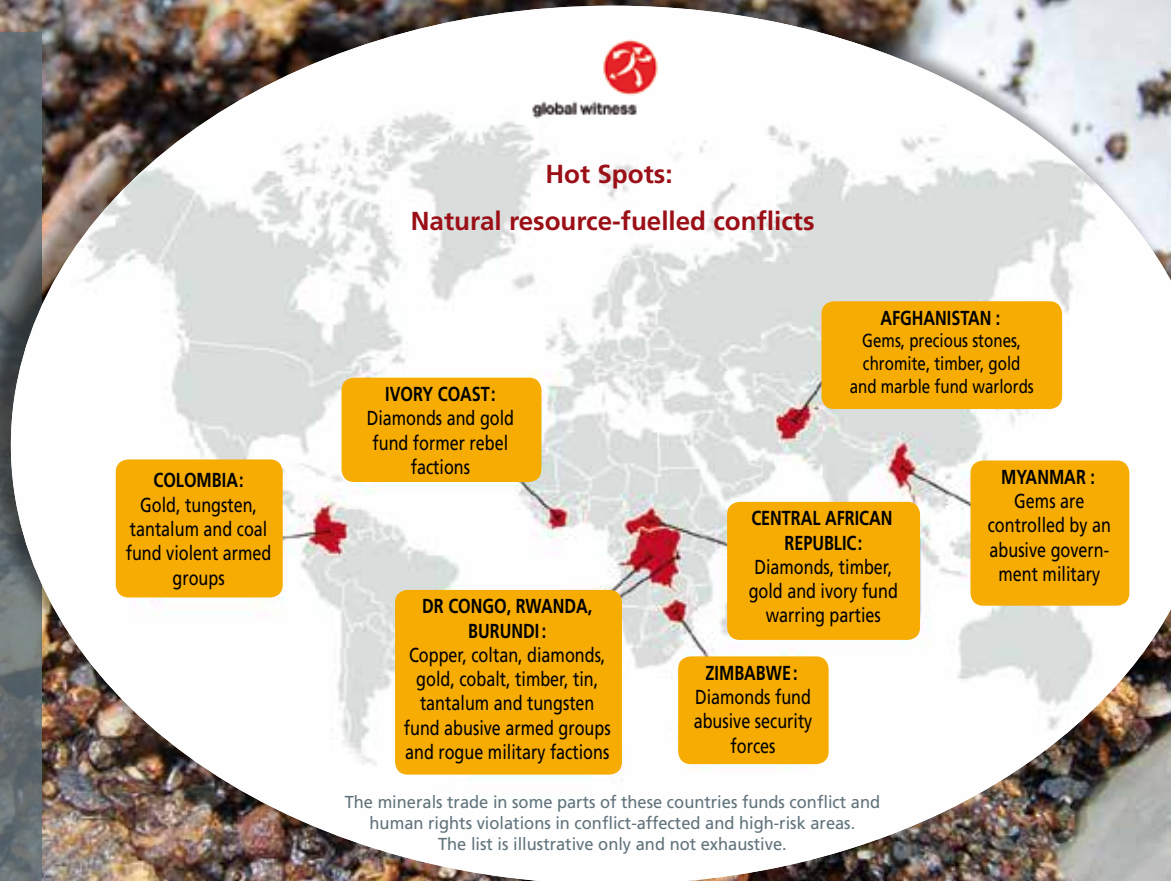 global witness
Hot Spots:
Natural resource-fuelled conflicts
AFGHANISTAN :
Gems, precious stones,
chromite, timber, gold
and marble fund warlords
IVORY COAST:
Diamonds and gold
fund former rebel
factions
COLOMBIA:
Gold, tungsten,
tantalum and coal
fund violent armed
groups
MYANMAR :
Gems are
controlled by an
abusive govern-
ment military
CENTRAL AFRICAN
REPUBLIC:
Diamonds, timber,
gold and ivory fund
warring parties
DR CONGO, RWANDA,
BURUNDI:
Copper, coltan, diamonds,
gold, cobalt, timber, tin,
tantalum and tungsten
fund abusive armed groups
and rogue military factions
ZIMBABWE:
Diamonds fund
abusive security
forces
The minerals trade in some parts of these countries funds conflict and
human rights violations in conflict-affected and high-risk areas.
The list is illustrative only and not exhaustive.